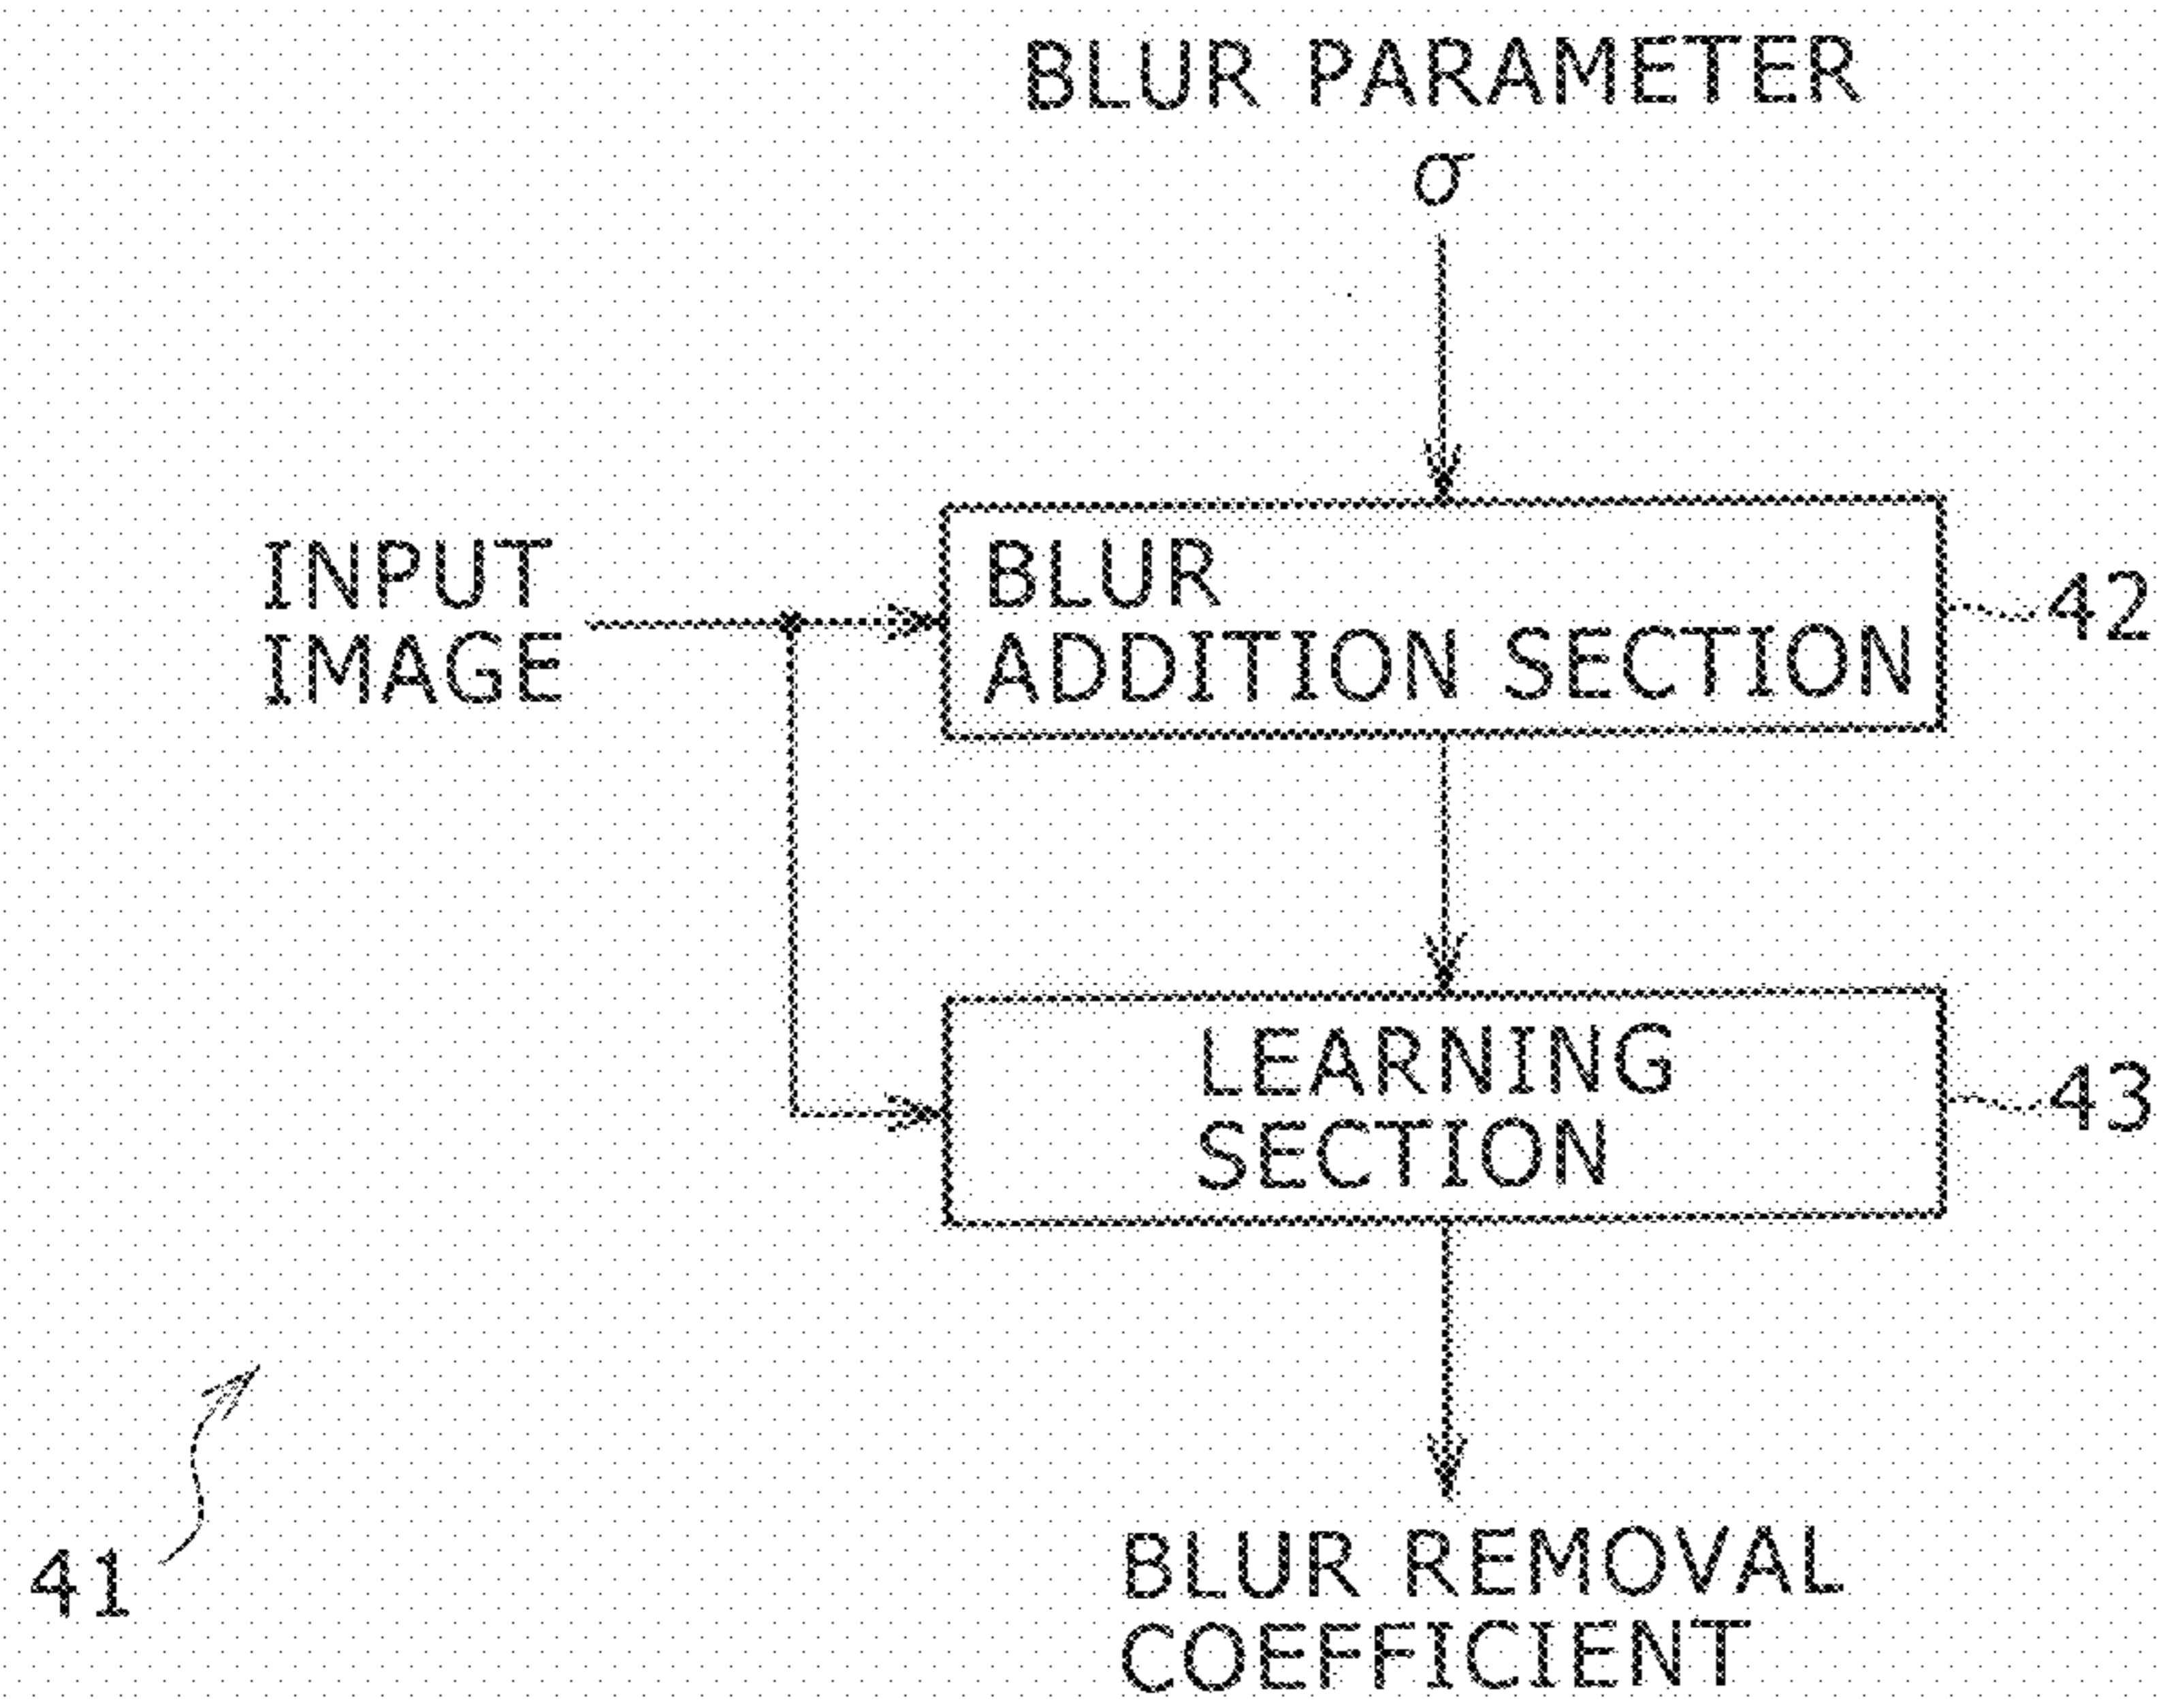 BLUR PARAMETER
σ
INPUT
IMAGE
BLUR
ADDITION SECTION
42
LEARNING
SECTION
43
41
BLUR REMOVAL
COEFFICIENT